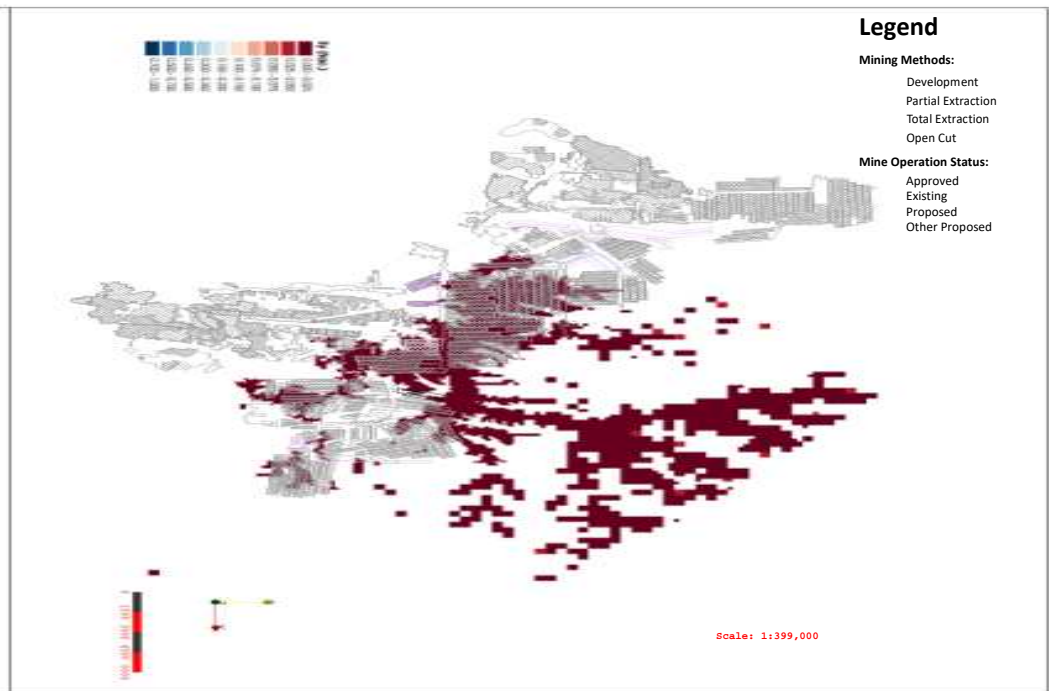 Legend
Mining Methods:
Development
Partial Extraction
Total Extraction
Open Cut
Mine Operation Status:
Approved
Existing
Proposed
Other Proposed
Scale: 1:399,000